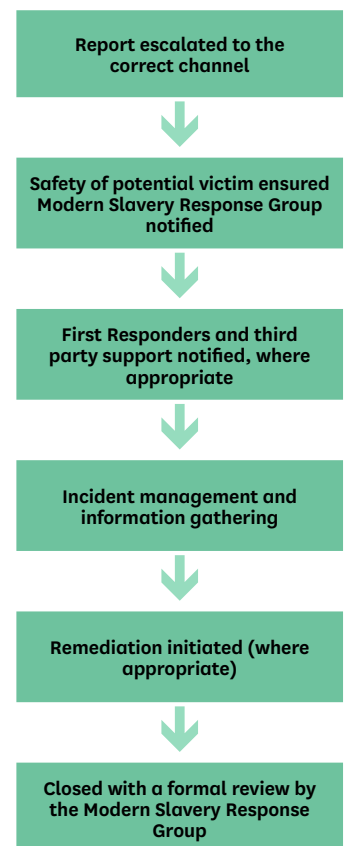 Report escalated to the
correct channel
Safety of potential victim ensured
Modern Slavery Response Group
notified
First Responders and third
party support notified, where
appropriate
Incident management and
information gathering
Remediation initiated (where
appropriate)
Closed with a formal review by
the Modern Slavery Response
Group